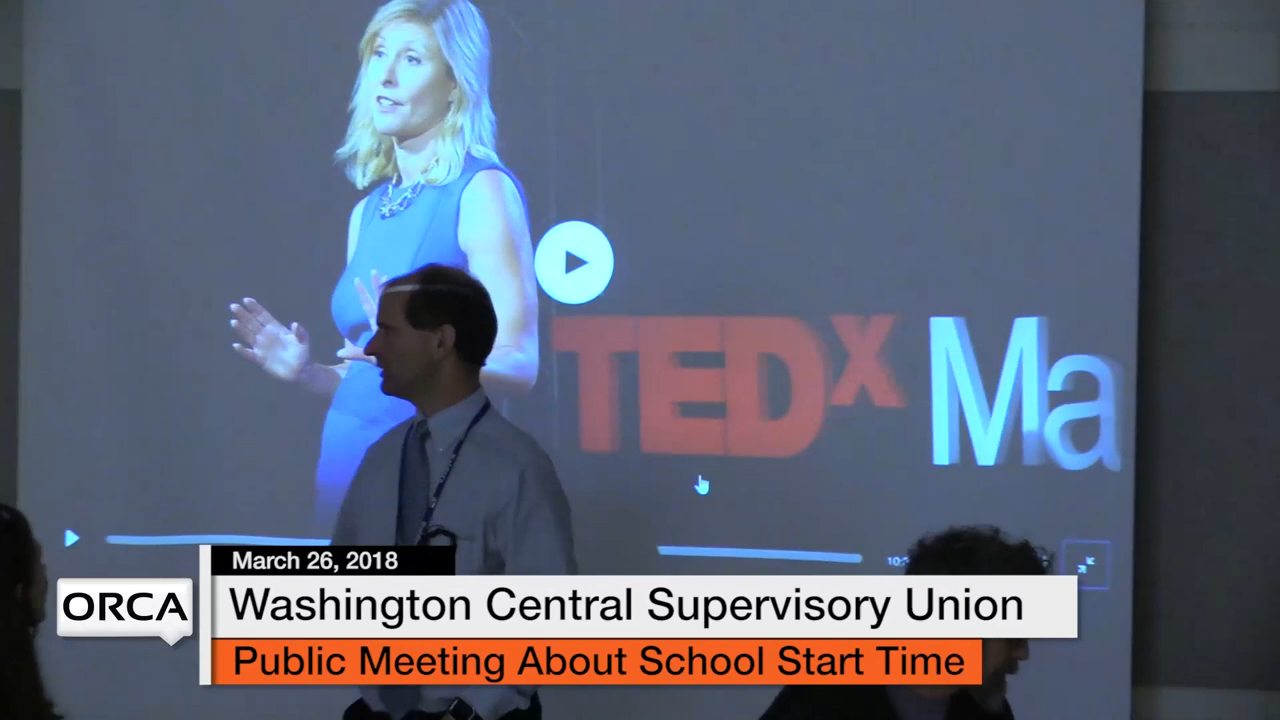 TEDx Ma
March 26, 2018
ORCA
Washington Central Supervisory Union
Public Meeting About School Start Time